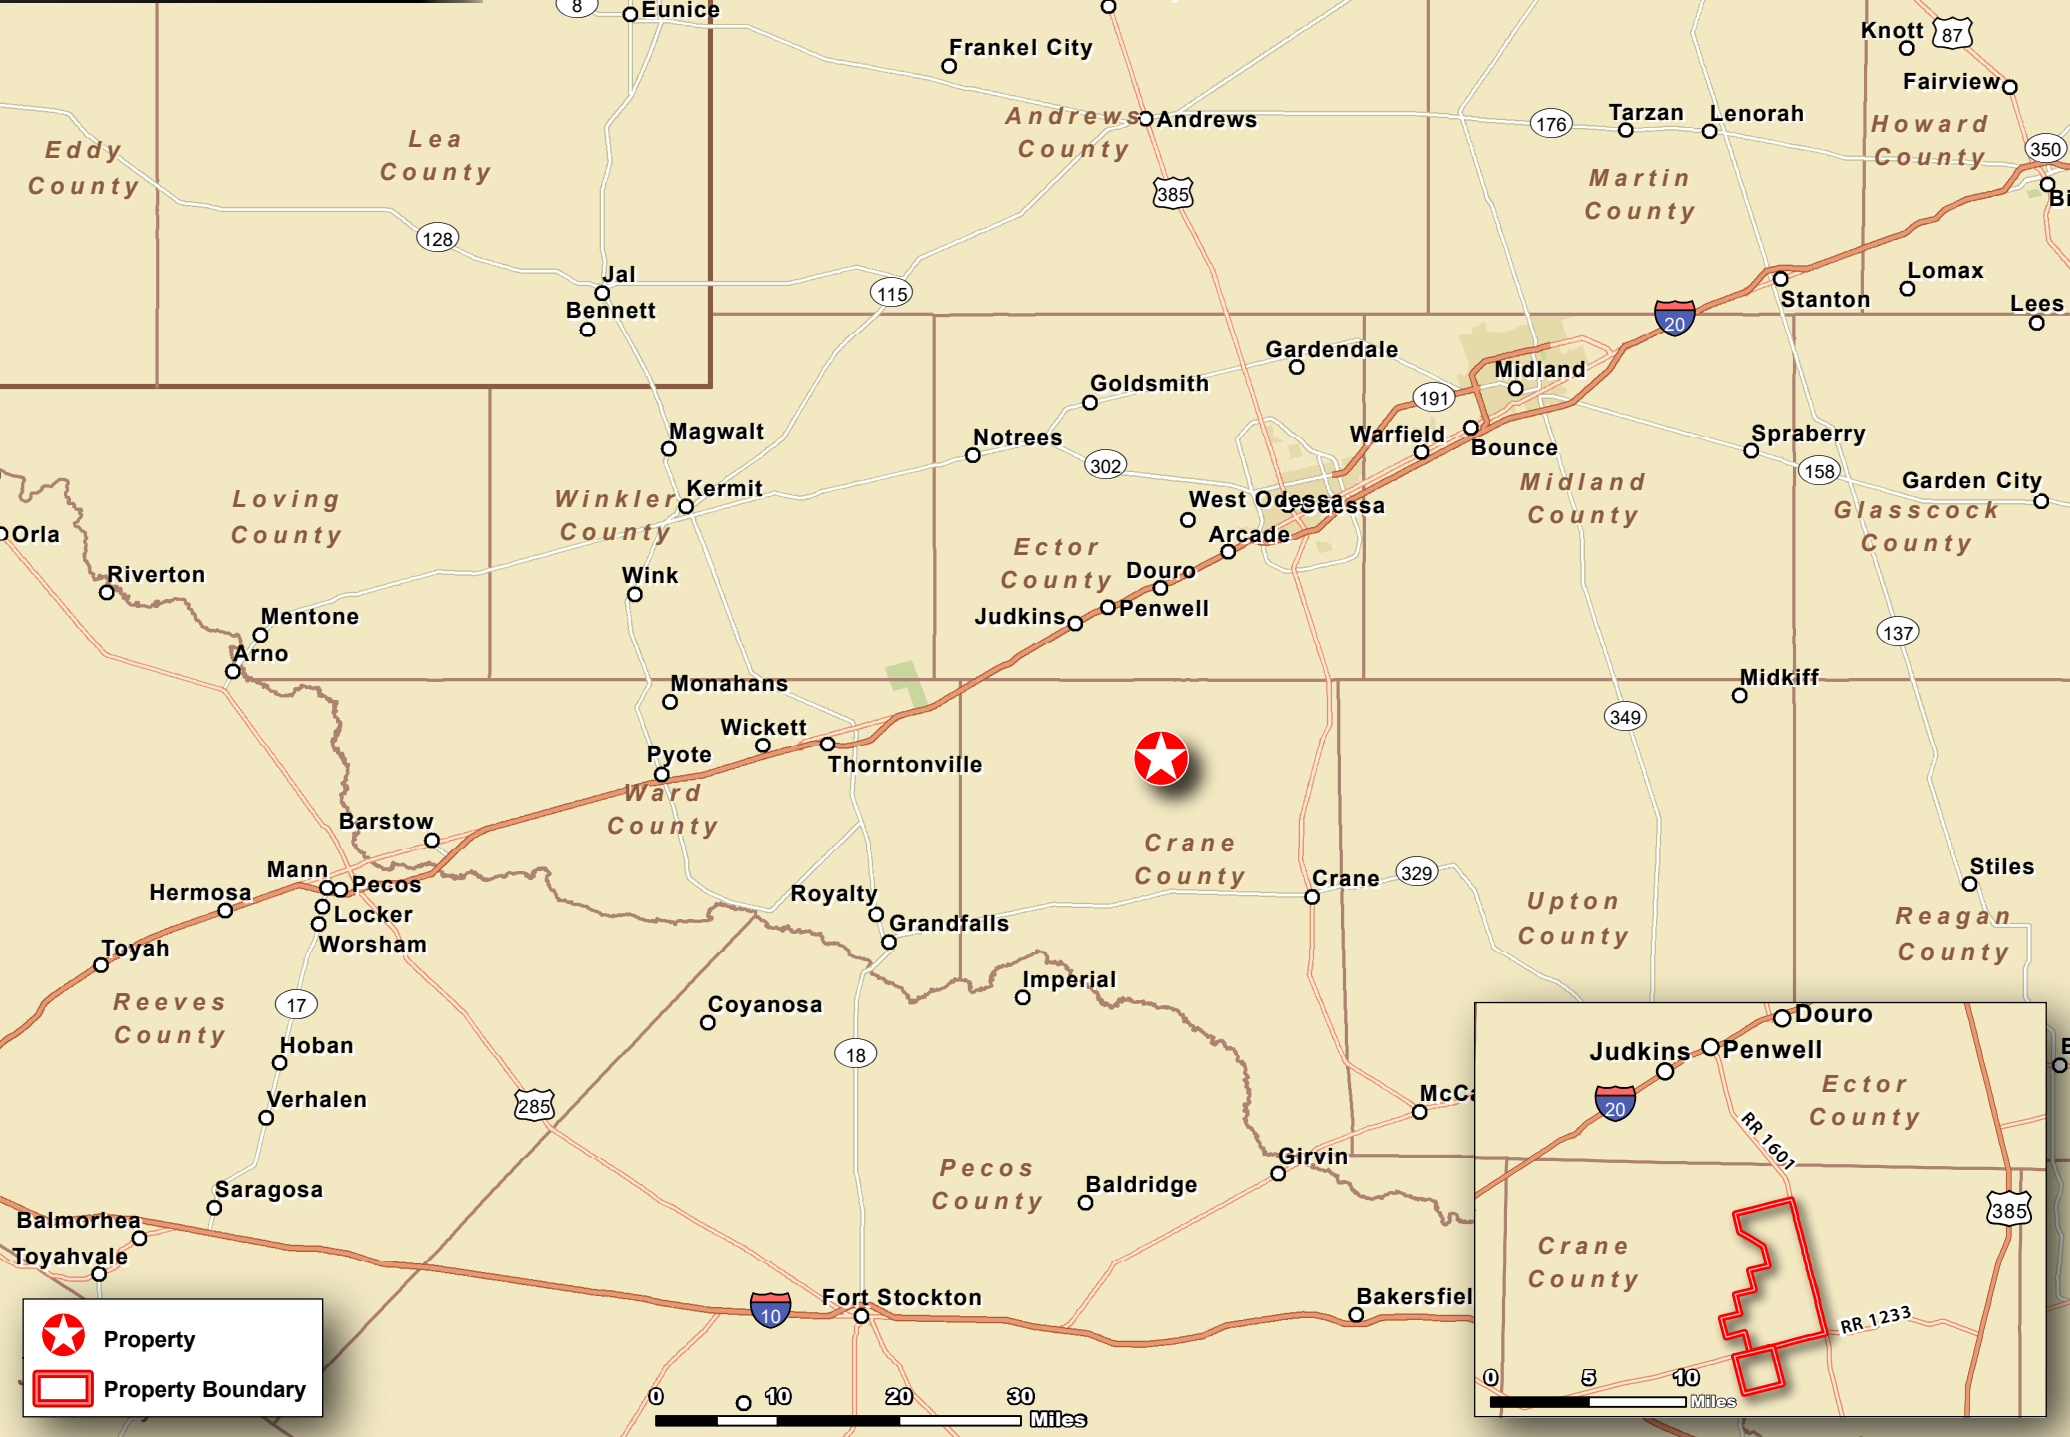 8
Eunice
Frankel City
Knott
87
Fairview
Andrews
County
Andrews
176
Tarzan
Lenorah
Howard
County
350
Eddy
County
Lea
County
Martin
County
385
Bi
128
Jal
Bennett
115
Lomax
Stanton
Lees
20
Gardendale
Goldsmith
Midland
191
Magwalt
Notrees
Warfield
Bounce
Spraberry
302
158
Loving
County
Winkler
County
Kermit
West Odessa
Odessa
Midland
County
Garden City
Glasscock
County
Orla
Arcade
Ector
County
Riverton
Wink
Douro
Penwell
Judkins
Mentone
Arno
137
Monahans
Midkiff
349
Wickett
Pyote
Thorntonville
Ward
County
Barstow
Crane
County
Mann
Pecos
Hermosa
Locker
Worsham
Royalty
Grandfalls
Crane
329
Stiles
Upton
County
Reagan
County
Toyah
Imperial
Reeves
County
17
Coyanosa
Hoban
18
Verhalen
285
McCa
Girvin
Pecos
County
Baldridge
Saragosa
Balmorhea
Toyahvale
10
Fort Stockton
Bakersfiel
Property
Property Boundary
0 10 20 30
Miles
Douro
Judkins
Penwell
Ector
County
20
RR 1601
385
Crane
County
RR 1233
0 5 10
Miles